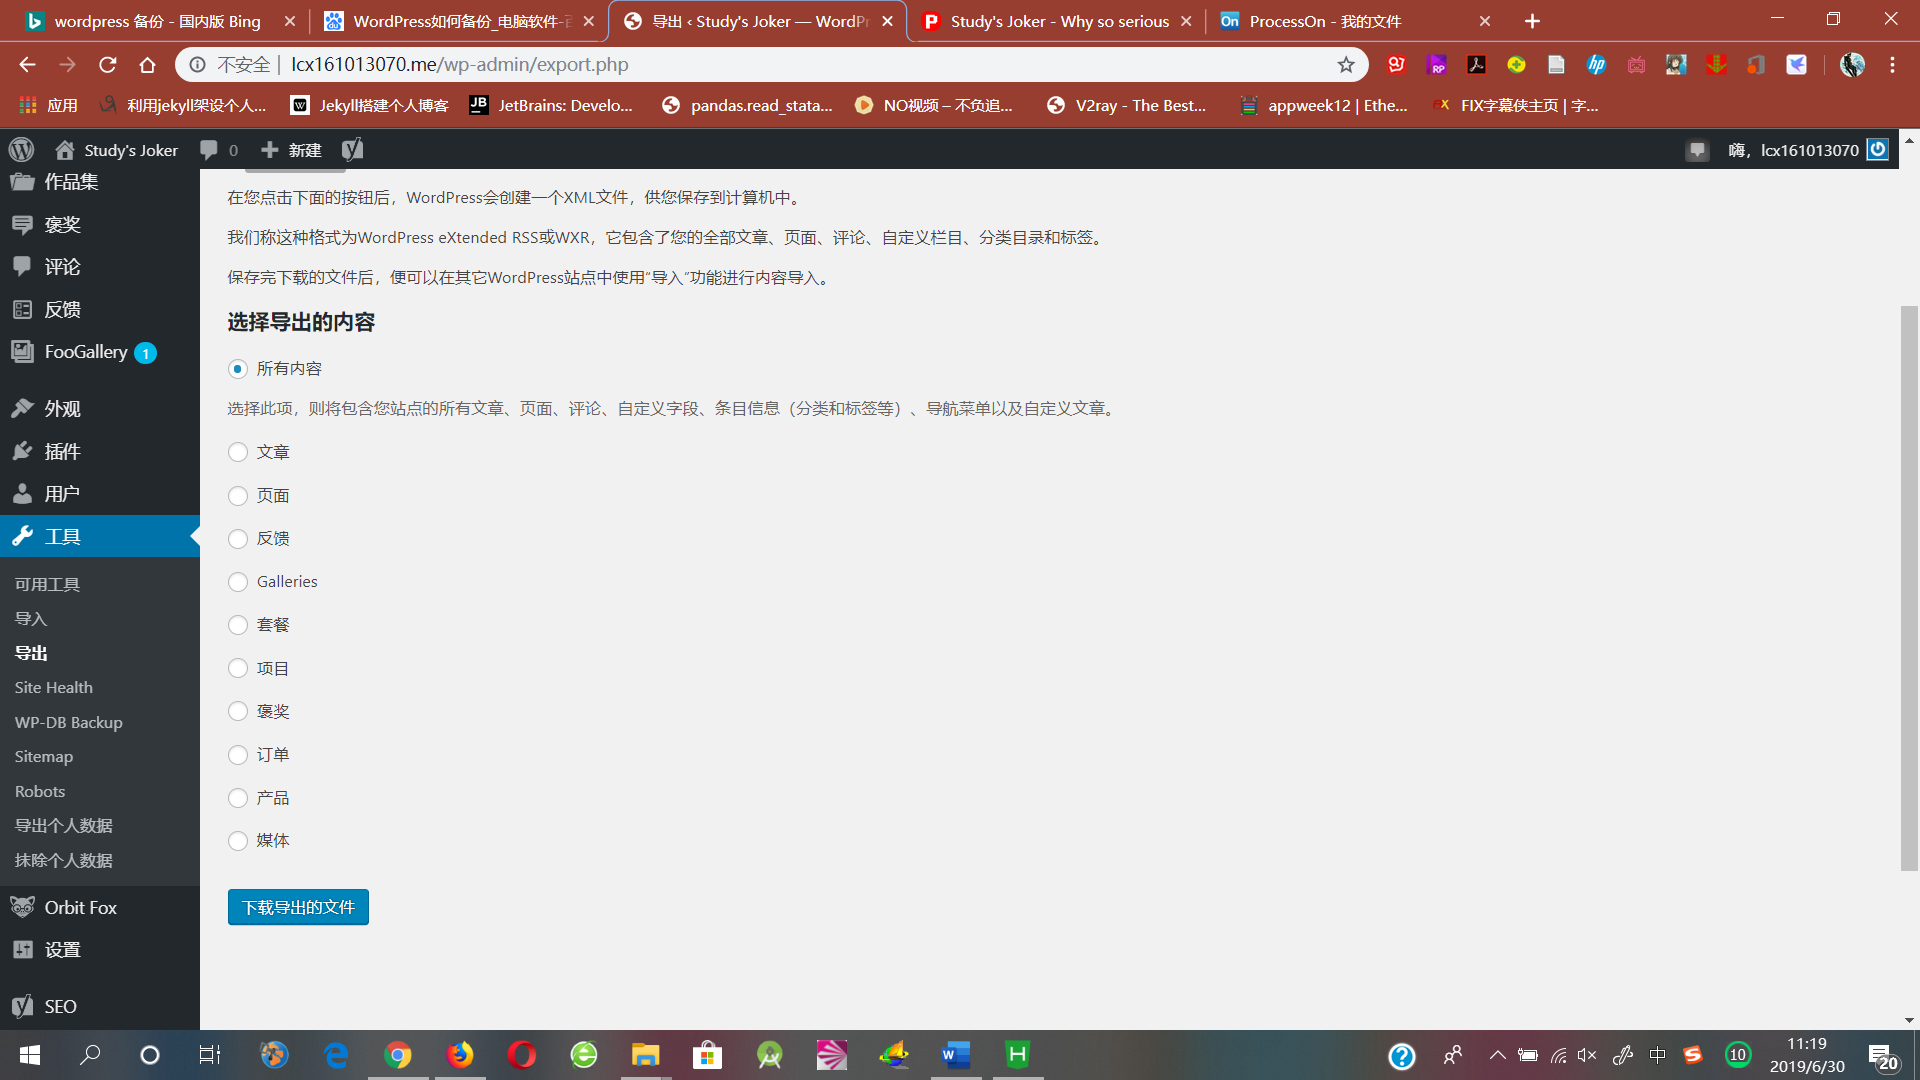 wordpress 备份 - 国内版 Bing
WordPress如何备份_电脑软件-百
导出 ‹ Study's Joker — WordPr
Study's Joker - Why so serious
ProcessOn - 我的文件
不安全 | lcx161013070.me/wp-admin/export.php
应用
利用jekyll架设个人...
Jekyll搭建个人博客
JetBrains: Develo...
pandas.read_stata...
NO视频 – 不负追...
V2ray - The Best...
appweek12 | Ethe...
FIX字幕侠主页 | 字...
Study's Joker
0
新建
嗨，lcx161013070
作品集
褒奖
评论
反馈
FooGallery 1
外观
插件
用户
工具
可用工具
导入
导出
Site Health
WP-DB Backup
Sitemap
Robots
导出个人数据
抹除个人数据
Orbit Fox
设置
SEO
在您点击下面的按钮后，WordPress会创建一个XML文件，供您保存到计算机中。
我们称这种格式为WordPress eXtended RSS或WXR，它包含了您的全部文章、页面、评论、自定义栏目、分类目录和标签。
保存完下载的文件后，便可以在其它WordPress站点中使用“导入”功能进行内容导入。
选择导出的内容
所有内容
选择此项，则将包含您站点的所有文章、页面、评论、自定义字段、条目信息（分类和标签等）、导航菜单以及自定义文章。
文章
页面
反馈
Galleries
套餐
项目
褒奖
订单
产品
媒体
下载导出的文件
中
10
11:19
2019/6/30
20